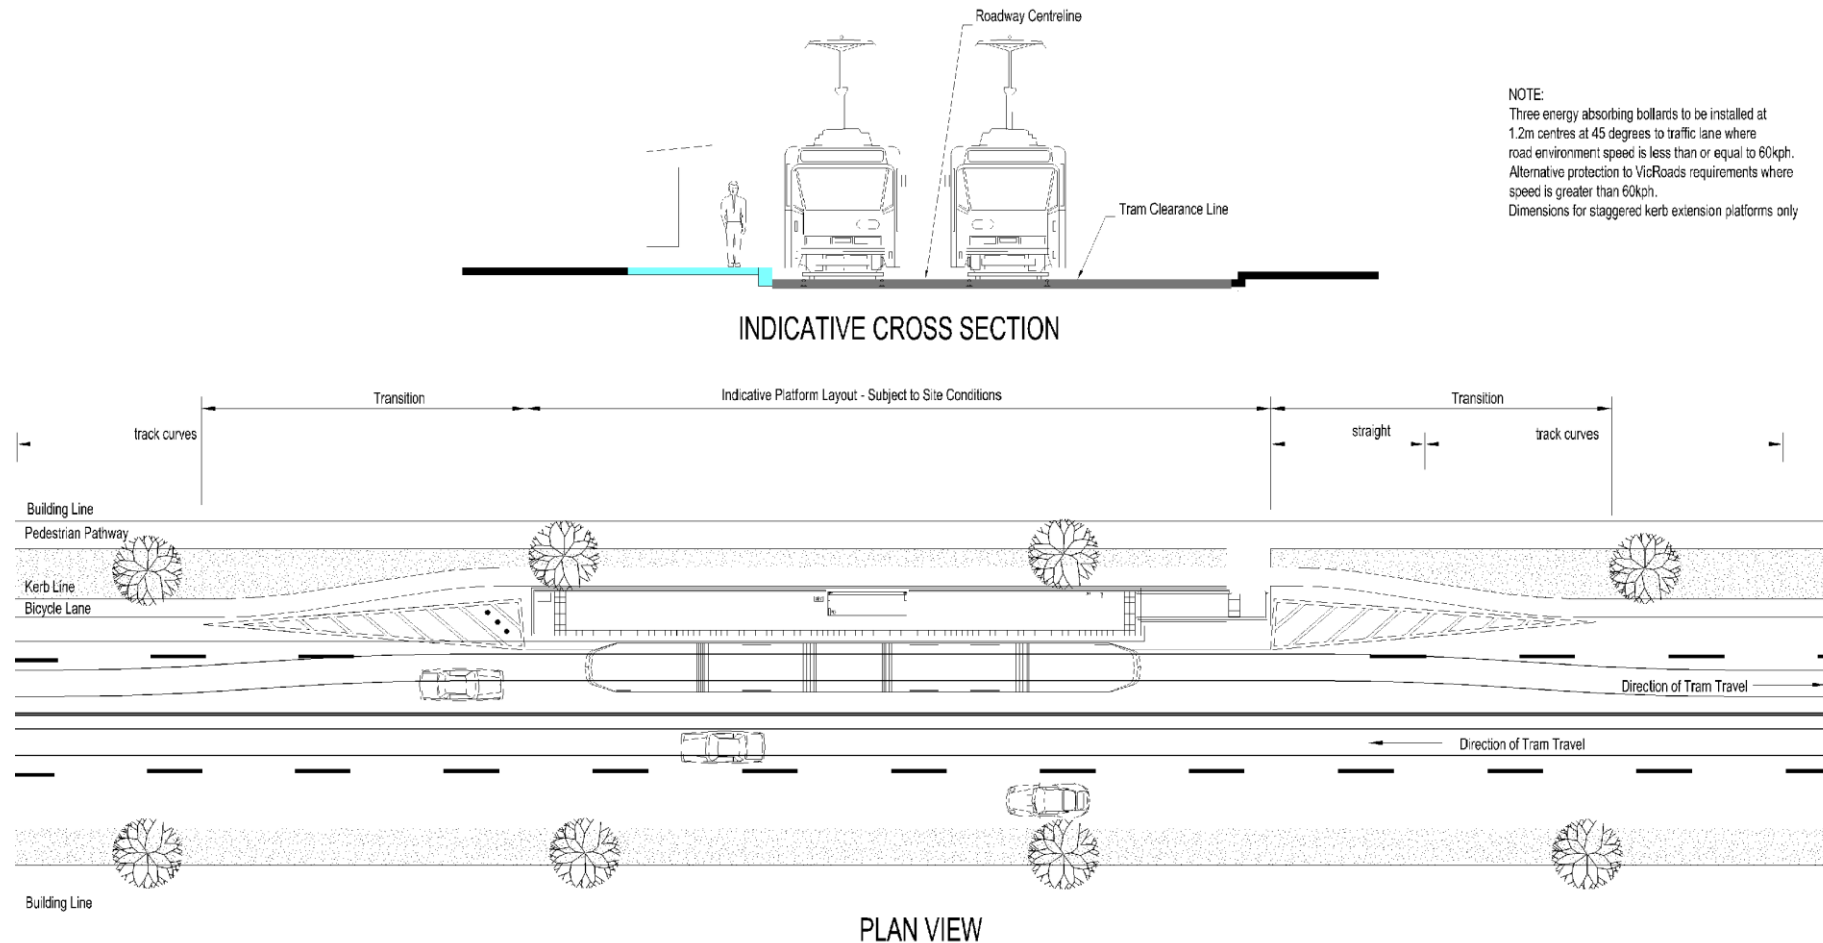 Roadway Centreline
NOTE:
Three energy absorbing bollards to be installed at
1.2m centres at 45 degrees to traffic lane where
road environment speed is less than or equal to 60kph.
Alternative protection to VicRoads requirements where
speed is greater than 60kph.
Dimensions for staggered kerb extension platforms only
Tram Clearance Line
INDICATIVE CROSS SECTION
Transition
Indicative Platform Layout - Subject to Site Conditions
Transition
track curves
straight
track curves
Building Line
Pedestrian Pathway
Kerb Line
Bicycle Lane
Direction of Tram Travel
Direction of Tram Travel
Building Line
PLAN VIEW